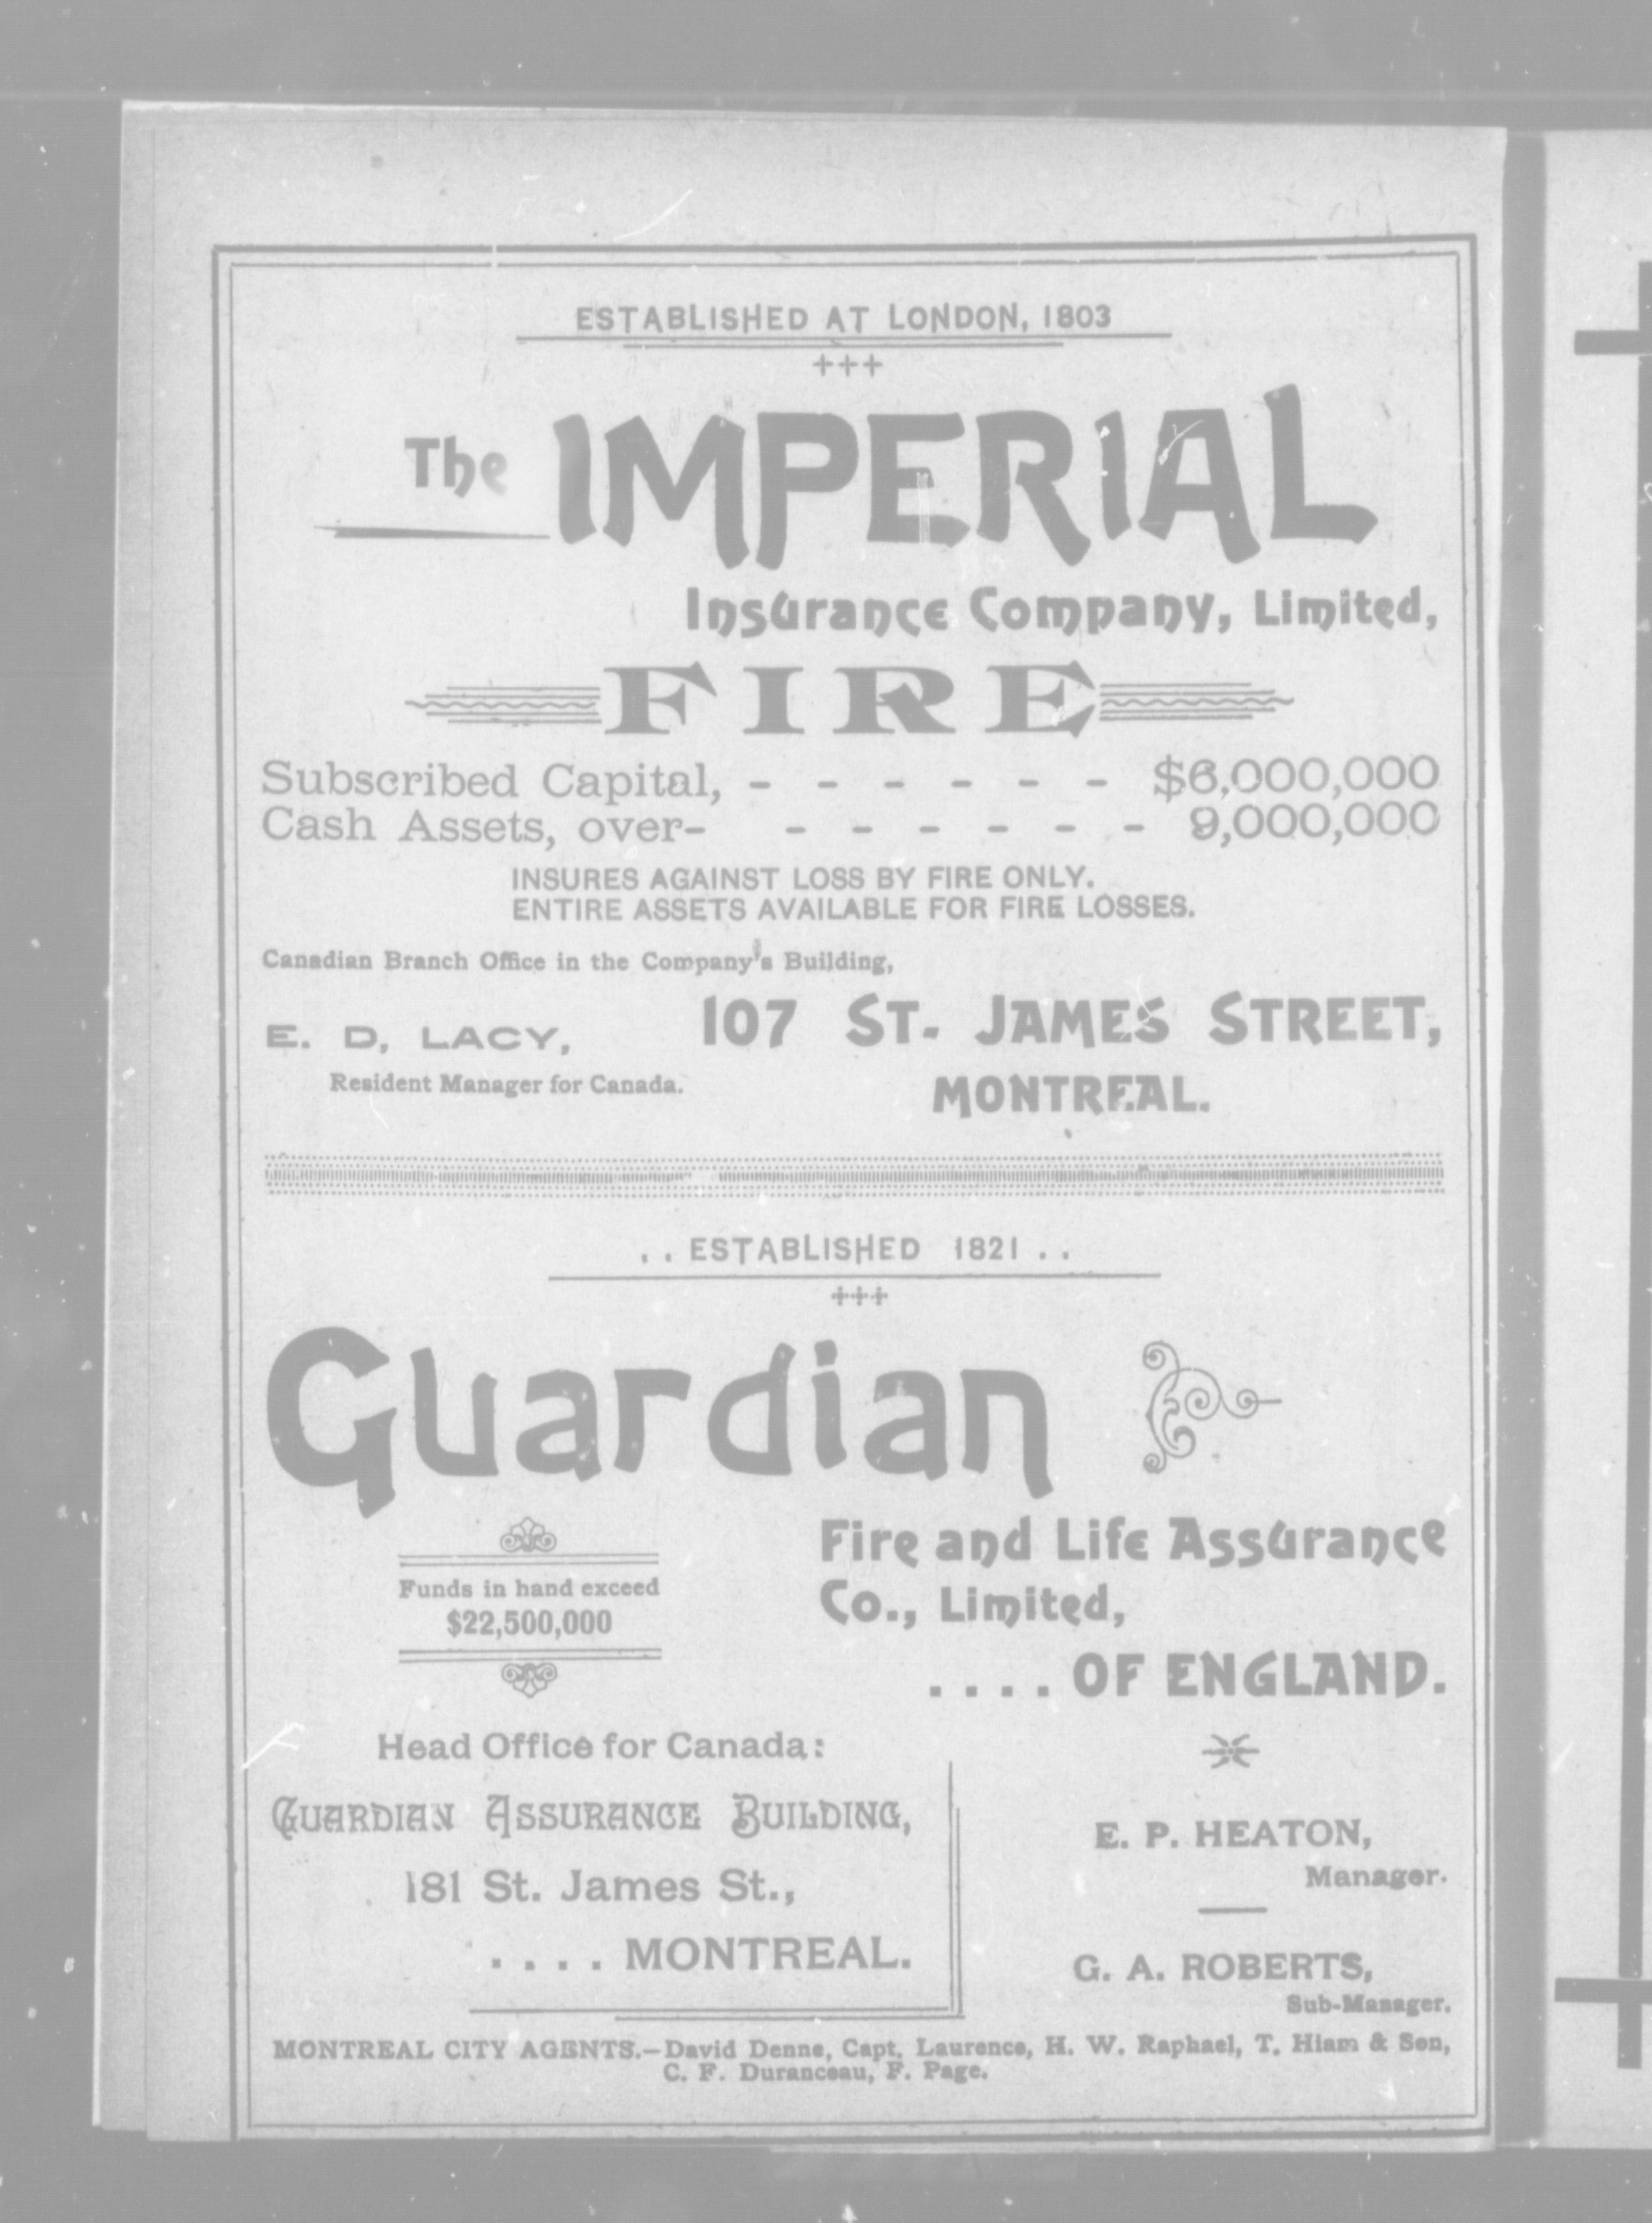 ESTABLISHED AT LONDON, 1803
+++
The IMPERIAL
Insurance Company, Limited,
FIRE
Subscribed Capital, - - - - - - $6,000,000
Cash Assets, over- - - - - - - 9,000,000
INSURES AGAINST LOSS BY FIRE ONLY.
ENTIRE ASSETS AVAILABLE FOR FIRE LOSSES.
Canadian Branch Office in the Company's Building,
107 ST. JAMES STREET,
E. D. LACY,
Resident Manager for Canada.
MONTREAL.
. . ESTABLISHED 1821 . .
+++
Guardian
Fire and Life Assurance
Co., Limited,
. . . . OF ENGLAND.
Funds in hand exceed
$22,500,000
Head Office for Canada:
GUARDIAN ASSURANCE BUILDING,
181 St. James St.,
. . . . MONTREAL.
E. P. HEATON,
Manager.
G. A. ROBERTS,
Sub-Manager.
MONTREAL CITY AGENTS.—David Denne, Capt. Laurence, H. W. Raphael, T. Hiam & Son,
C. F. Duranceau, F. Page.